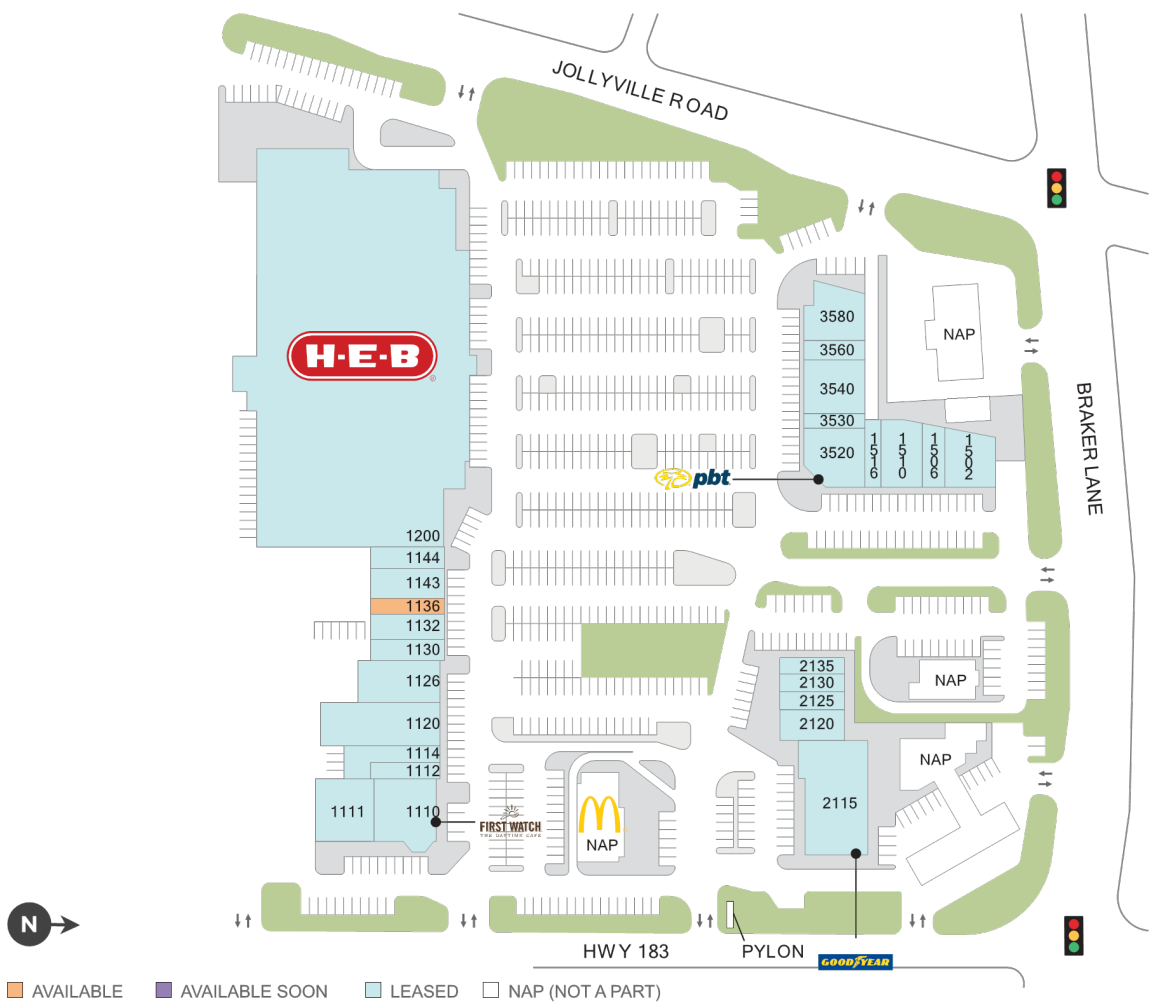 JOLLYVILLE ROAD
H-E-B
®
3580
NAP
3560
3540
3530
3520
1516
1510
1506
1502
BRAKER LANE
pbt
1200
1144
1143
1136
1132
1130
1126
1120
1114
1112
1111
1110
FIRST WATCH
THE DAYTIME CAFE
NAP
2135
2130
2125
2120
2115
NAP
NAP
N
HWY 183
PYLON
GOODYEAR
AVAILABLE
AVAILABLE SOON
LEASED
NAP (NOT A PART)